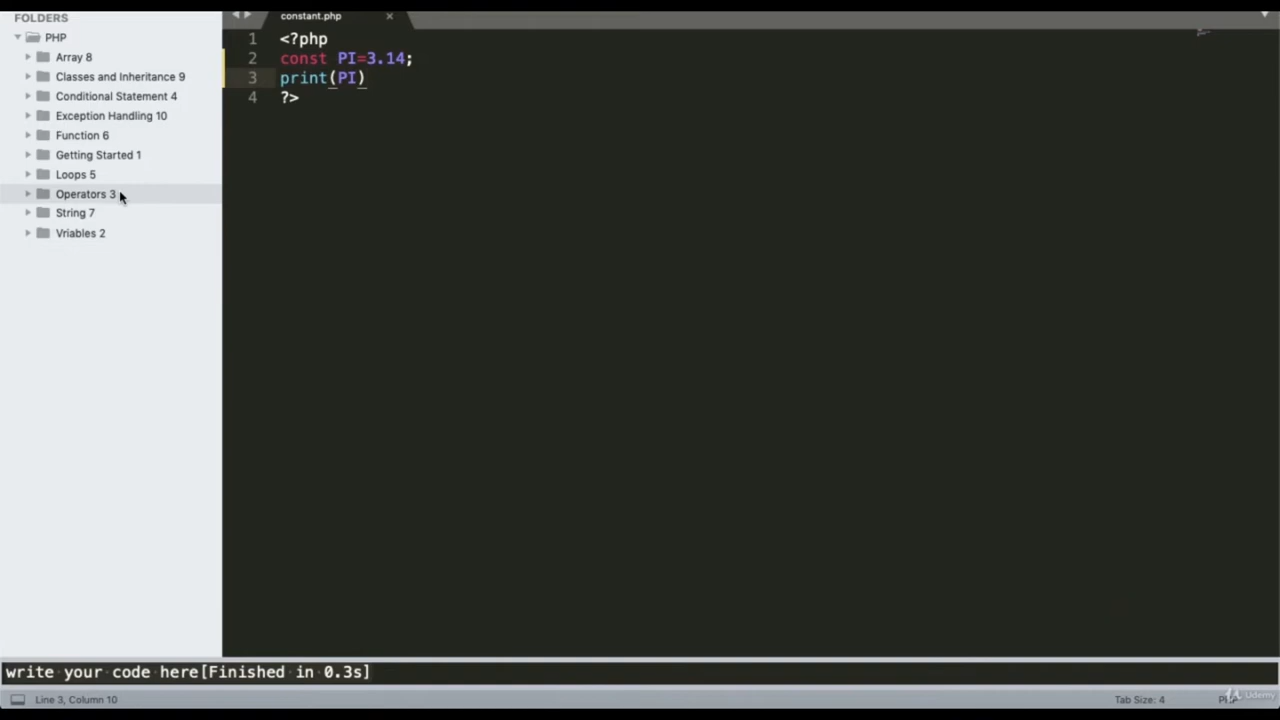 FOLDERS
PHP
Array 8
Classes and Inheritance 9
Conditional Statement 4
Exception Handling 10
Function 6
Getting Started 1
Loops 5
Operators 3
String 7
Vriables 2
constant.php
1 <?php
2 const PI=3.14;
3 print(PI)
4 ?>
write your code here[Finished in 0.3s]
Line 3, Column 10
Tab Size: 4
PHP
Udemy